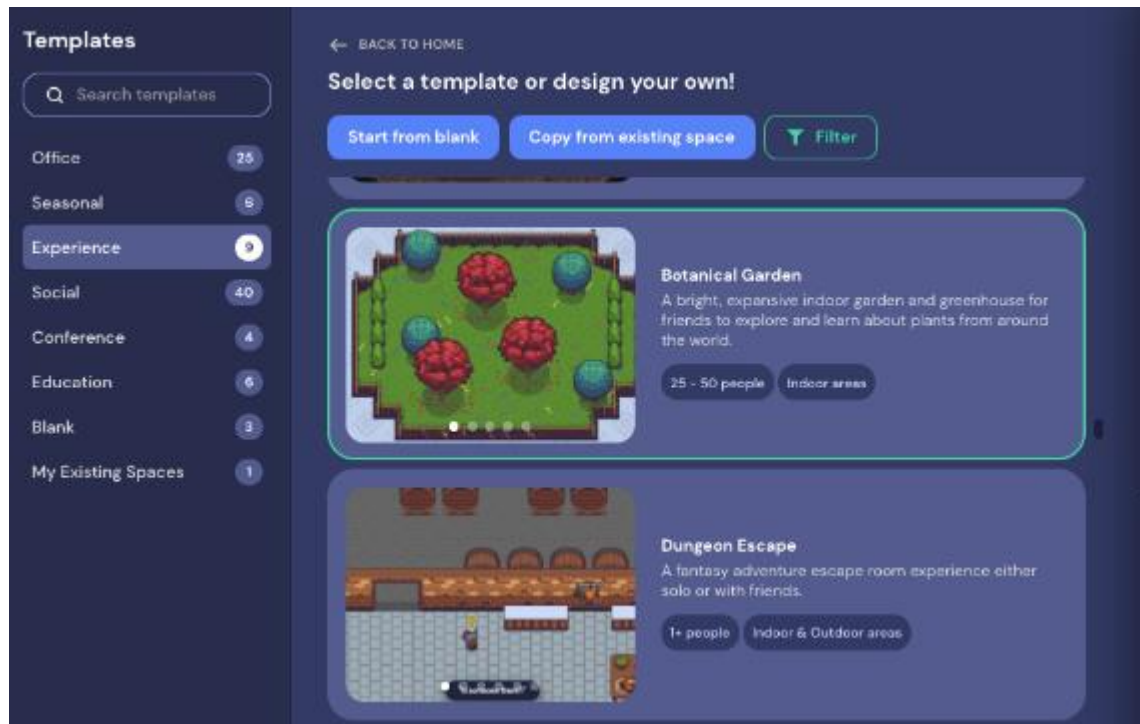 Templates
Search templates
Office 25
Seasonal 6
Experience 9
Social 40
Conference 4
Education 6
Blank 3
My Existing Spaces 1
← BACK TO HOME
Select a template or design your own!
Start from blank
Copy from existing space
Filter
Botanical Garden
A bright, expansive indoor garden and greenhouse for
friends to explore and learn about plants from around
the world.
25 - 50 people
Indoor areas
Dungeon Escape
A fantasy adventure escape room experience either
solo or with friends.
1+ people
Indoor & Outdoor areas